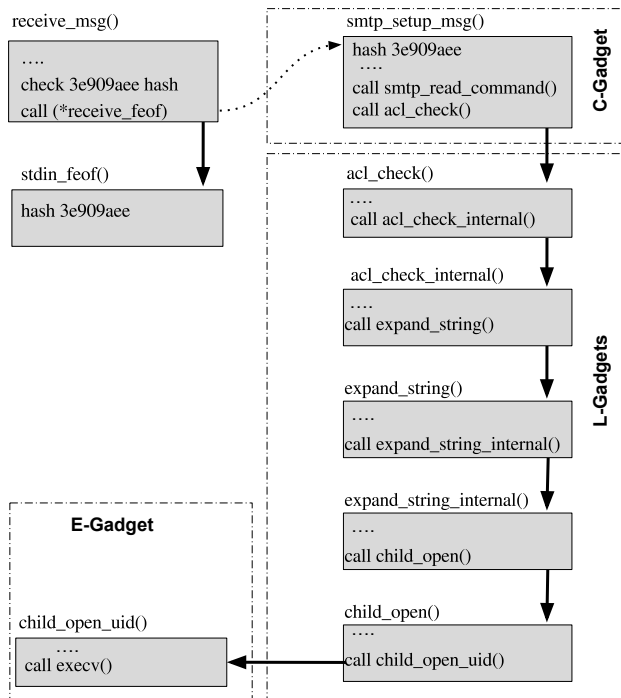 receive_msg()
....
check 3e909aee hash
call (*receive_feof)
stdin_feof()
hash 3e909aee
smtp_setup_msg()
hash 3e909aee
....
call smtp_read_command()
call acl_check()
C-Gadget
acl_check()
....
call acl_check_internal()
acl_check_internal()
....
call expand_string()
expand_string()
....
call expand_string_internal()
expand_string_internal()
....
call child_open()
child_open()
....
call child_open_uid()
L-Gadgets
E-Gadget
child_open_uid()
....
call execv()